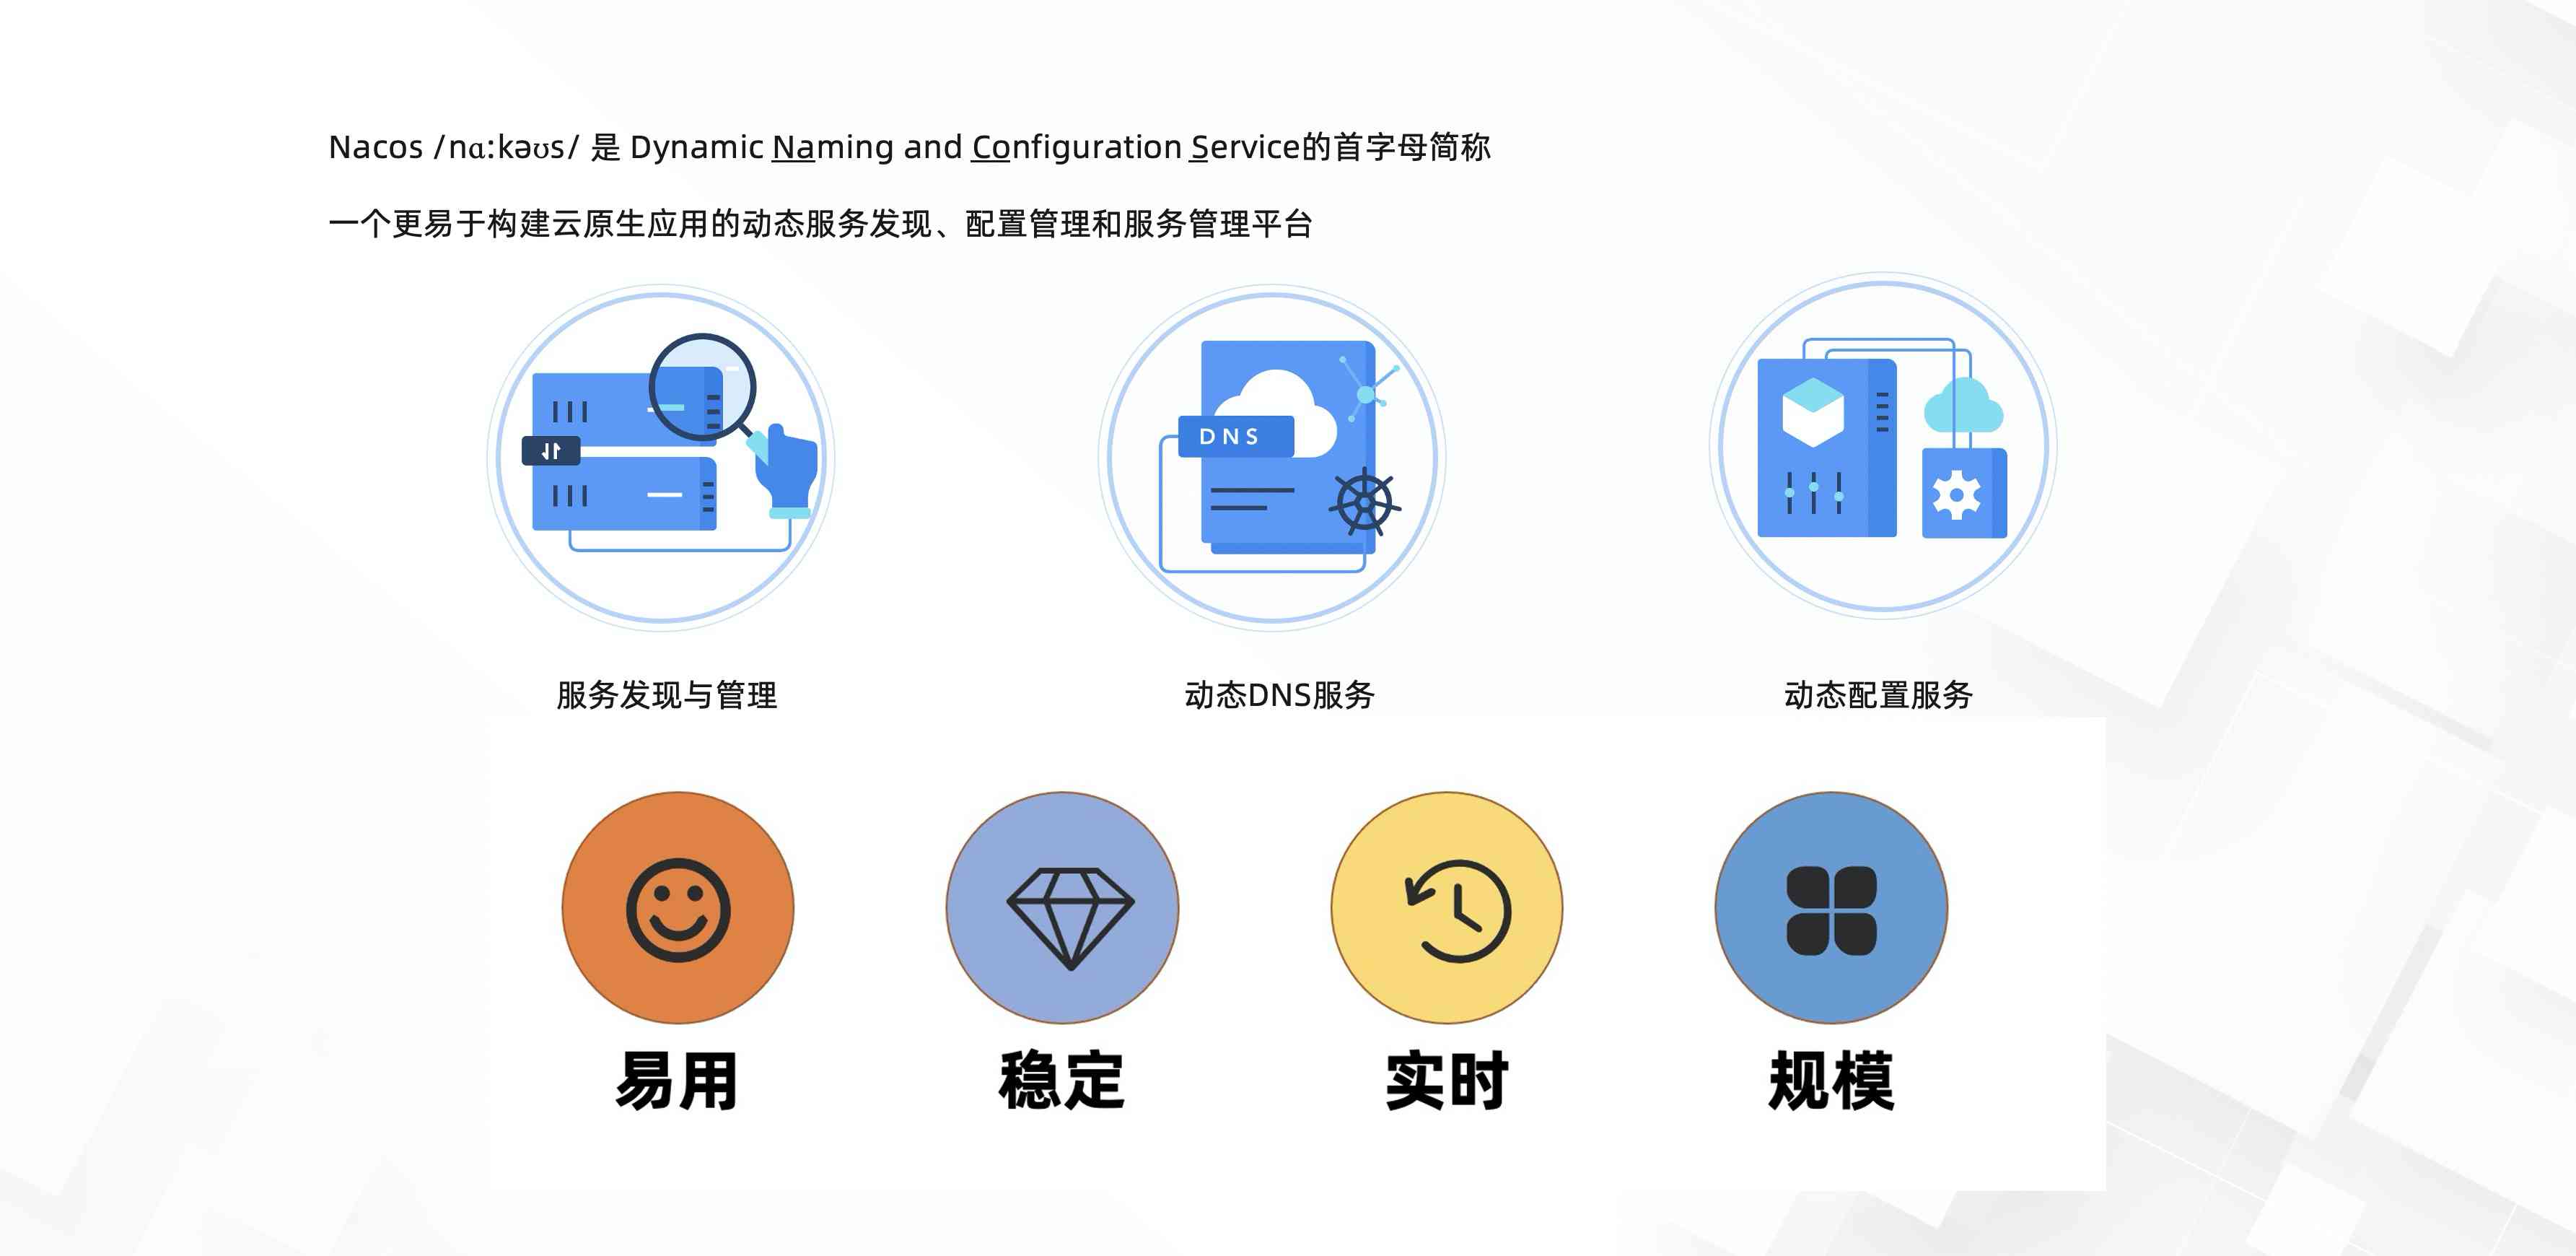 Nacos /nɑ:kəʊs/ 是 Dynamic Naming and Configuration Service的首字母简称
一个更易于构建云原生应用的动态服务发现、配置管理和服务管理平台
DNS
服务发现与管理
动态DNS服务
动态配置服务
易用
稳定
实时
规模